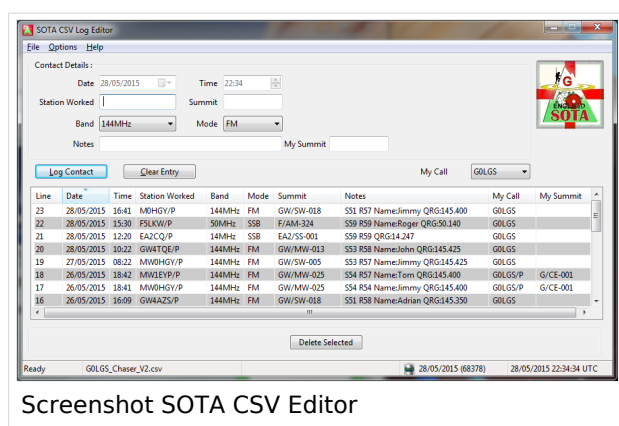 SOTA CSV Log Editor
File Options Help
Contact Details :
Date 28/05/2015 Time 22:34
Station Worked Summit
Band 144MHz Mode FM
Notes My Summit
G
ENGLAND
SOTA
Log Contact Clear Entry My Call G0LGS
Line Date Time Station Worked Band Mode Summit Notes My Call My Summit
23 28/05/2015 16:41 M0HGY/P 144MHz FM GW/SW-018 S51 R57 Name:Jimmy QRG:145.400 G0LGS
22 28/05/2015 15:30 F5LKW/P 50MHz SSB F/AM-324 S59 R59 Name:Roger QRG:50.140 G0LGS
21 28/05/2015 12:20 EA2CQ/P 14MHz SSB EA2/SS-001 S59 R59 QRG:14.247 G0LGS
20 28/05/2015 10:22 GW4TQE/P 144MHz FM GW/MW-013 S53 R58 Name:John QRG:145.425 G0LGS
19 27/05/2015 08:22 MW0HGY/P 144MHz FM GW/SW-005 S53 R57 Name:Jimmy QRG:145.425 G0LGS
18 26/05/2015 18:42 MW1EYP/P 144MHz FM GW/MW-025 S54 R57 Name:Tom QRG:145.400 G0LGS/P G/CE-001
17 26/05/2015 18:41 MW0HGY/P 144MHz FM GW/MW-025 S54 R54 Name:Jimmy QRG:145.400 G0LGS/P G/CE-001
16 26/05/2015 16:09 GW4AZS/P 144MHz FM GW/SW-018 S51 R58 Name:Adrian QRG:145.350 G0LGS
Delete Selected
Ready G0LGS_Chaser_V2.csv 28/05/2015 (68378) 28/05/2015 22:34:34 UTC
Screenshot SOTA CSV Editor